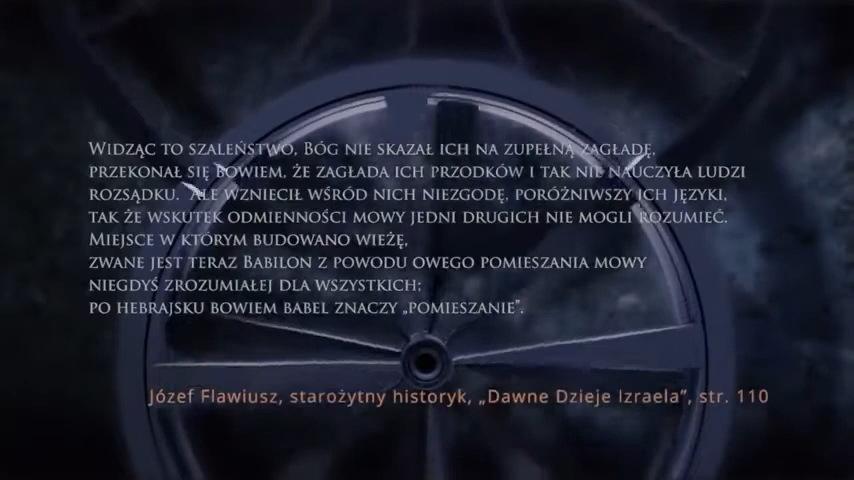 Widząc to szaleństwo, Bóg nie skazał ich na zupełną zagładę,
przekonał się bowiem, że zagłada ich przodków i tak nie nauczyła ludzi
rozsądku. Ale wzniecił wśród nich niezgodę, poróżniwszy ich języki,
tak że wskutek odmienności mowy jedni drugich nie mogli rozumieć.
Miejsce w którym budowano wieżę,
zwane jest teraz Babilon z powodu owego pomieszania mowy
niegdyś zrozumiałej dla wszystkich;
po hebrajsku bowiem babel znaczy „pomieszanie”.
Józef Flawiusz, starożytny historyk, „Dawne Dzieje Izraela”, str. 110